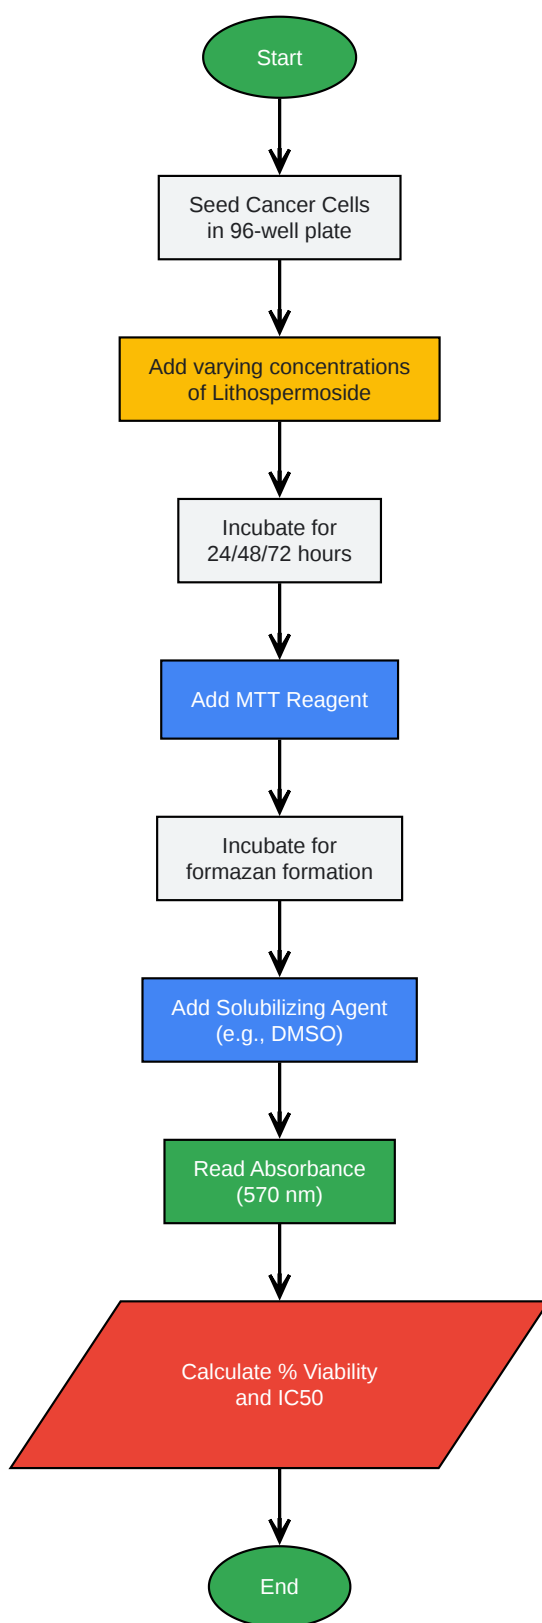 Start
Seed Cancer Cells
in 96-well plate
Add varying concentrations
of Lithospermoside
Incubate for
24/48/72 hours
Add MTT Reagent
Incubate for
formazan formation
Add Solubilizing Agent
(e.g., DMSO)
Read Absorbance
(570 nm)
Calculate % Viability
and IC50
End